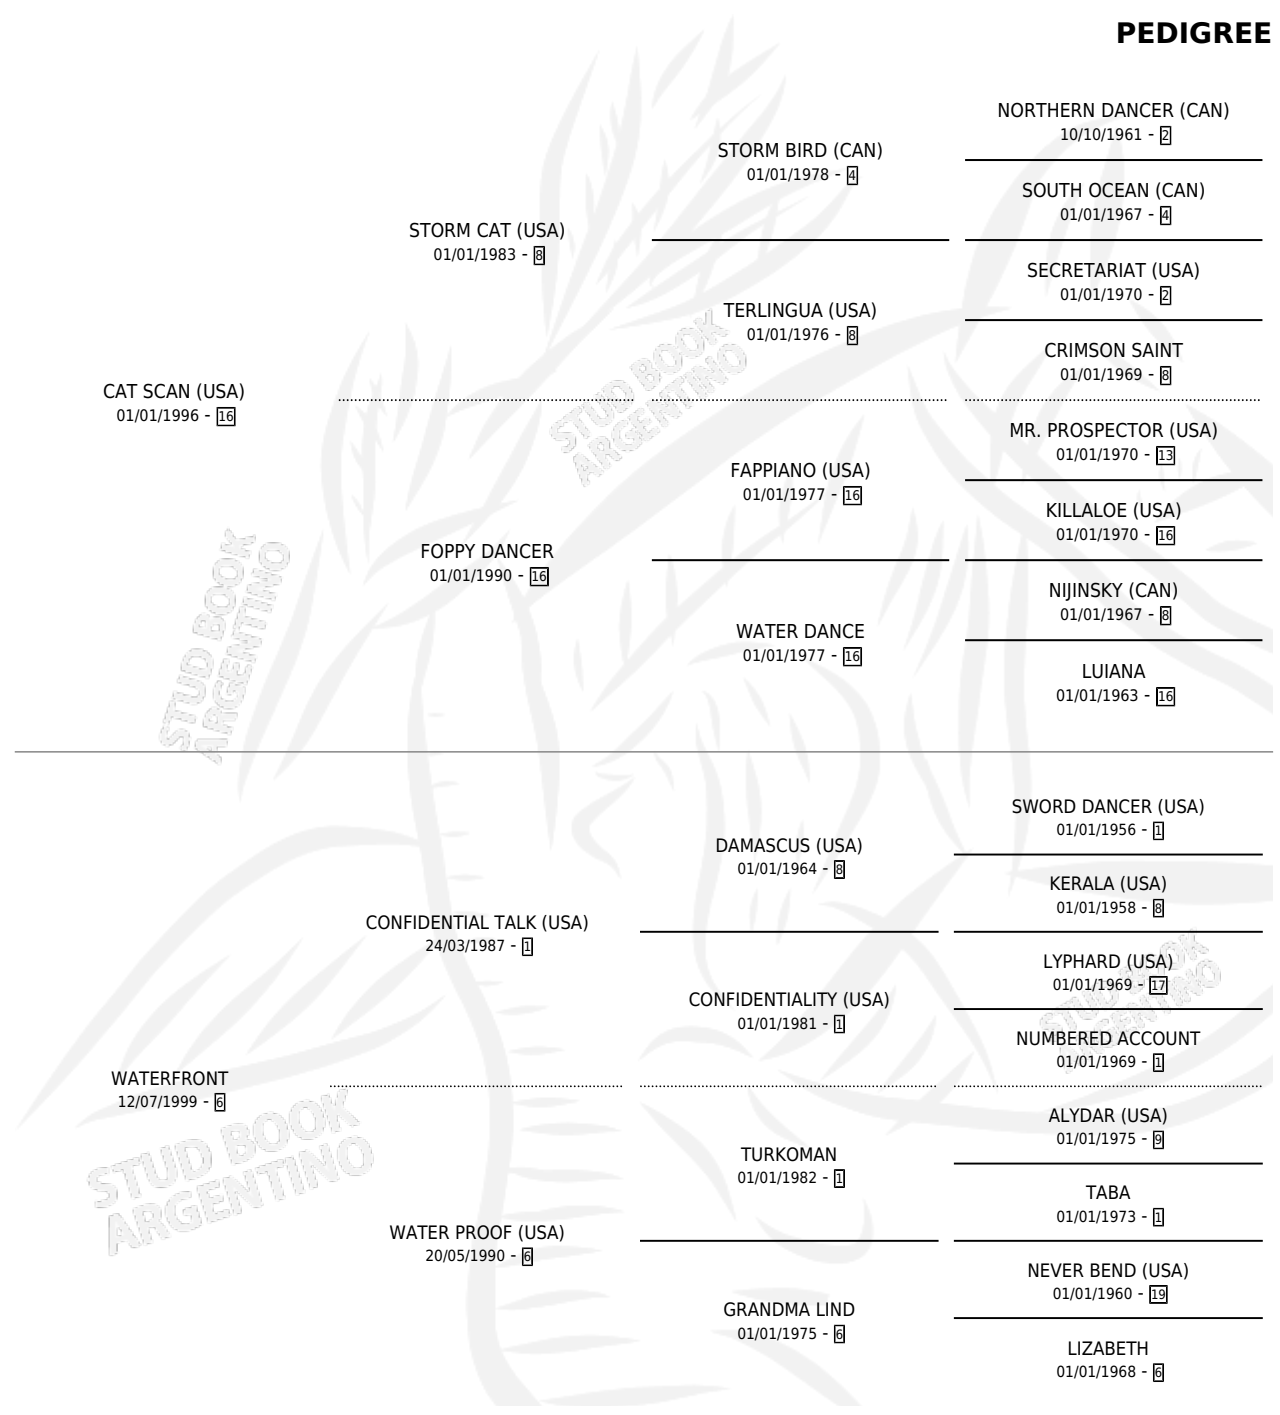 PEDIGREE
NORTHERN DANCER (CAN)
10/10/1961 - 2
STORM BIRD (CAN)
01/01/1978 - 4
SOUTH OCEAN (CAN)
01/01/1967 - 4
STORM CAT (USA)
01/01/1983 - 8
SECRETARIAT (USA)
01/01/1970 - 2
TERLINGUA (USA)
01/01/1976 - 8
CRIMSON SAINT
01/01/1969 - 8
CAT SCAN (USA)
01/01/1996 - 16
MR. PROSPECTOR (USA)
01/01/1970 - 13
FAPPIANO (USA)
01/01/1977 - 16
KILLALOE (USA)
01/01/1970 - 16
FOPPY DANCER
01/01/1990 - 16
NIJINSKY (CAN)
01/01/1967 - 8
WATER DANCE
01/01/1977 - 16
LUIANA
01/01/1963 - 16
SWORD DANCER (USA)
01/01/1956 - 1
DAMASCUS (USA)
01/01/1964 - 8
KERALA (USA)
01/01/1958 - 8
CONFIDENTIAL TALK (USA)
24/03/1987 - 1
LYPHARD (USA)
01/01/1969 - 17
CONFIDENTIALITY (USA)
01/01/1981 - 1
NUMBERED ACCOUNT
01/01/1969 - 1
WATERFRONT
12/07/1999 - 6
ALYDAR (USA)
01/01/1975 - 9
TURKOMAN
01/01/1982 - 1
TABA
01/01/1973 - 1
WATER PROOF (USA)
20/05/1990 - 6
NEVER BEND (USA)
01/01/1960 - 19
GRANDMA LIND
01/01/1975 - 6
LIZABETH
01/01/1968 - 6
STUD BOOK
ARGENTINO
STUD BOOK
ARGENTINO
STUD BOOK
ARGENTINO
STUD BOOK
ARGENTINO